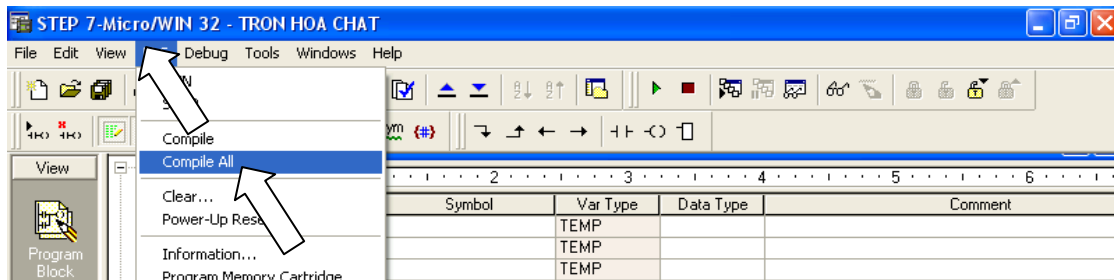 STEP 7-Micro/WIN 32 - TRON HOA CHAT
File Edit View Debug Tools Windows Help
Compile
Compile All
Clear...
Power-Up Rese
Information...
Program Memory Cartridge
View
Program
Block
2 3 4 5 6
Symbol Var Type Data Type Comment
TEMP
TEMP
TEMP